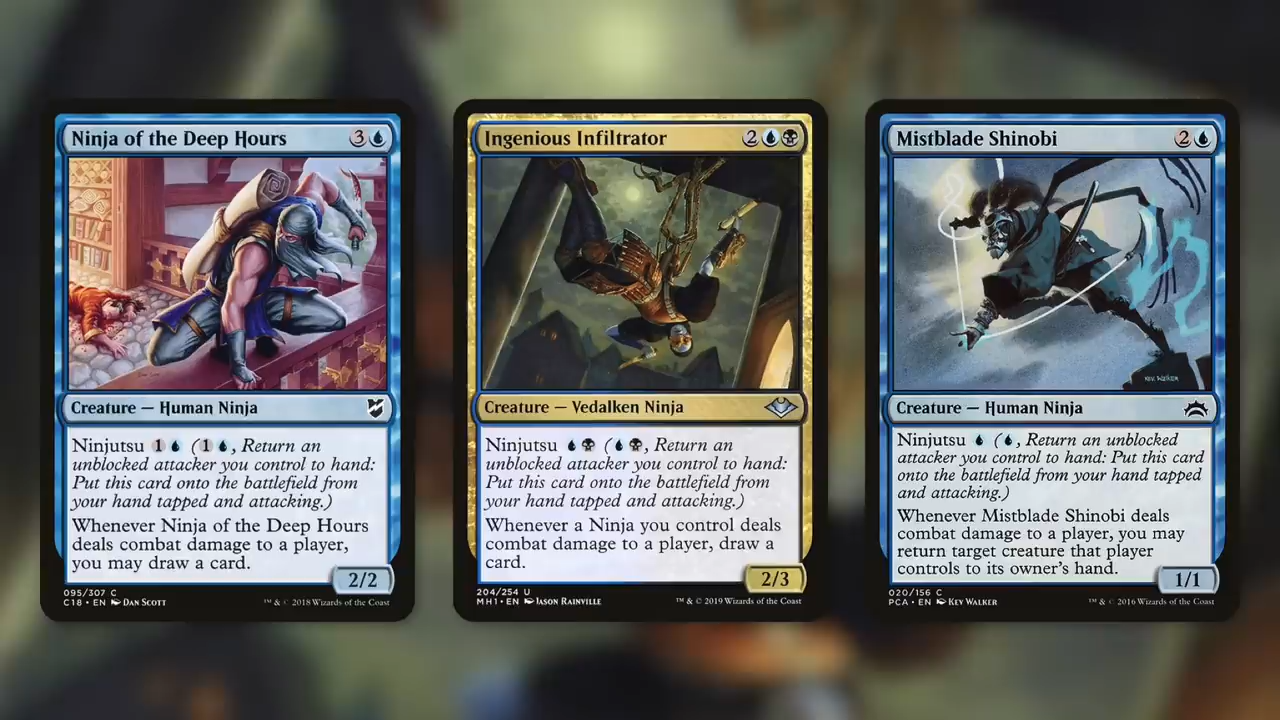 Ninja of the Deep Hours 3
Creature — Human Ninja
Ninjutsu 1 (1, Return an
unblocked attacker you control to hand:
Put this card onto the battlefield from
your hand tapped and attacking.)
Whenever Ninja of the Deep Hours
deals combat damage to a player,
you may draw a card.
2/2
095/307 C
C18 • EN Dan Scott ™ & © 2018 Wizards of the Coast
Ingenious Infiltrator 2
Creature — Vedalken Ninja
Ninjutsu (, Return an
unblocked attacker you control to hand:
Put this card onto the battlefield from
your hand tapped and attacking.)
Whenever a Ninja you control deals
combat damage to a player, draw a
card.
2/3
204/254 U
MH1 • EN Jason Rainville ™ & © 2019 Wizards of the Coast
Mistblade Shinobi 2
Kev Walker
Creature — Human Ninja
Ninjutsu (, Return an unblocked
attacker you control to hand: Put this card
onto the battlefield from your hand tapped
and attacking.)
Whenever Mistblade Shinobi deals
combat damage to a player, you may
return target creature that player
controls to its owner's hand.
1/1
020/156 C
PCA • EN Kev Walker ™ & © 2016 Wizards of the Coast